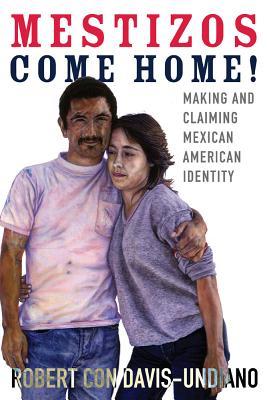 MESTIZOS
COME HOME!
MAKING AND
CLAIMING
MEXICAN
AMERICAN
IDENTITY
ROBERT CON DAVIS-UNDIANO